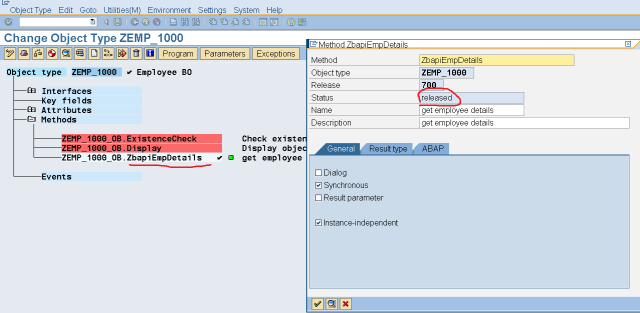 Object Type Edit Goto Utilities(M) Environment Settings System Help
Change Object Type ZEMP_1000
Program Parameters Exceptions
Object type ZEMP_1000 Employee BO
Interfaces
Key fields
Attributes
Methods
ZEMP_1000_OB.ExistenceCheck Check existen
ZEMP_1000_OB.Display Display objec
ZEMP_1000_OB.ZbapiEmpDetails get employee
Events
Method ZbapiEmpDetails
Method ZbapiEmpDetails
Object type ZEMP_1000
Release 700
Status released
Name get employee details
Description get employee details
General Result type ABAP
Dialog
Synchronous
Result parameter
Instance-independent